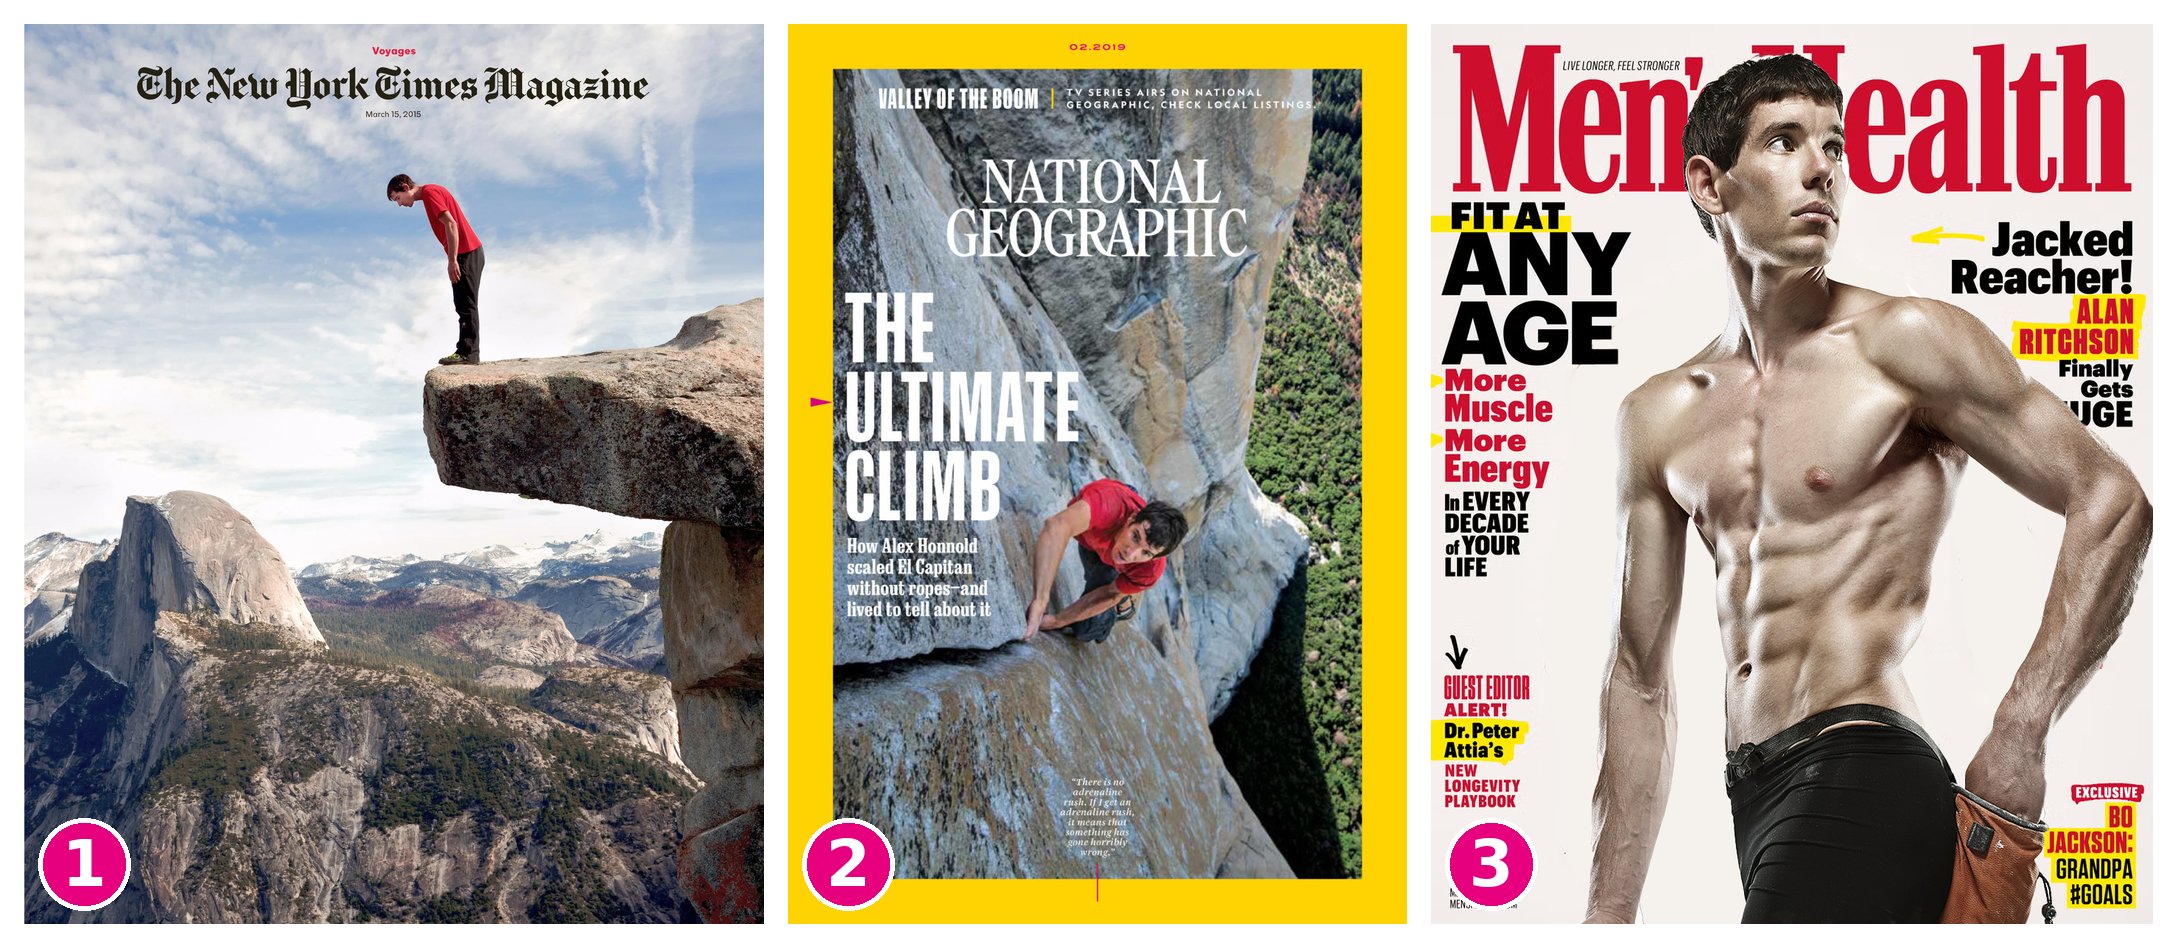 Voyages
The New York Times Magazine
March 15, 2015
1
02.2019
VALLEY OF THE BOOM
TV SERIES AIRS ON NATIONAL
GEOGRAPHIC, CHECK LOCAL LISTINGS.
NATIONAL
GEOGRAPHIC
THE
ULTIMATE
CLIMB
How Alex Honnold
scaled El Capitan
without ropes—and
lived to tell about it
“There is no
adrenaline
rush. If I get an
adrenaline rush,
it means that
something has
gone horribly
wrong.”
2
LIVE LONGER, FEEL STRONGER
Men' Health
FIT AT
ANY
AGE
More
Muscle
More
Energy
In EVERY
DECADE
of YOUR
LIFE
GUEST EDITOR
ALERT!
Dr. Peter
Attia's
NEW
LONGEVITY
PLAYBOOK
Jacked
Reacher!
ALAN
RITCHSON
Finally
Gets
UGE
EXCLUSIVE
BO
JACKSON:
GRANDPA
#GOALS
3